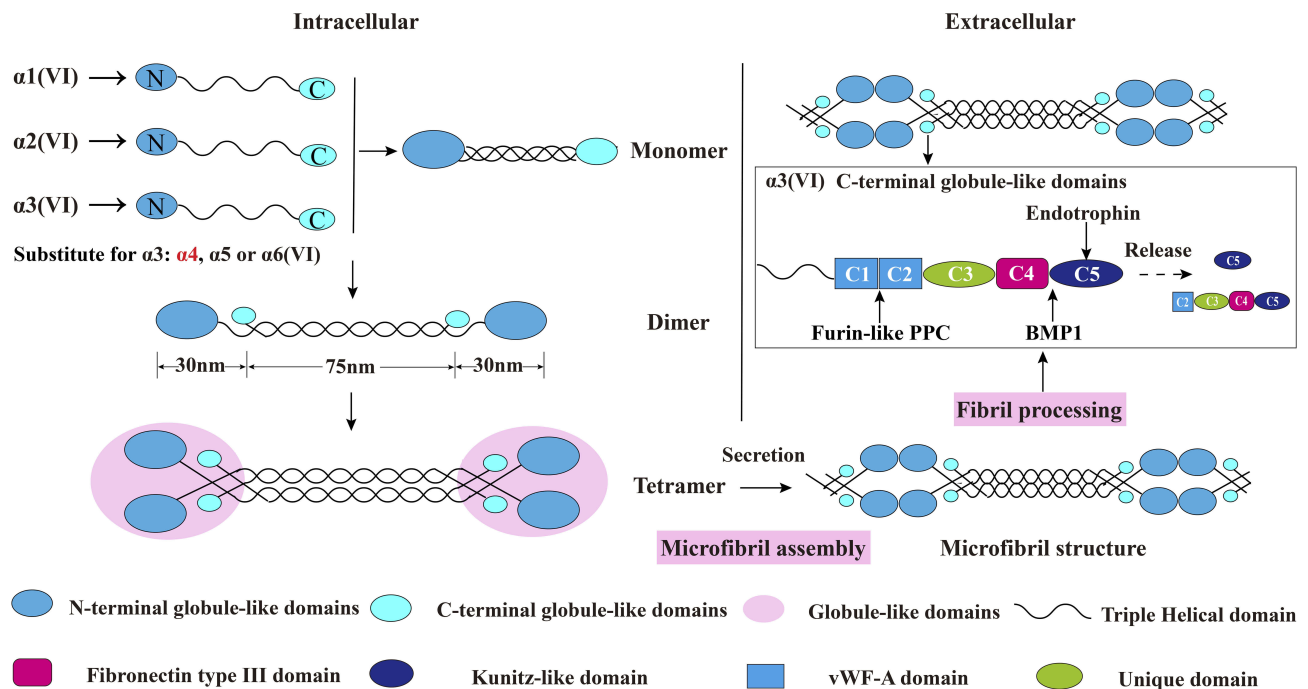 Intracellular
Extracellular
α1(VI)
N
C
α2(VI)
N
C
Monomer
α3(VI)
N
C
Substitute for α3: α4, α5 or α6(VI)
Dimer
30nm
75nm
30nm
α3(VI) C-terminal globule-like domains
Endotrophin
Release
C1
C2
C3
C4
C5
C5
C2
C3
C4
C5
Furin-like PPC
BMP1
Fibril processing
Secretion
Tetramer
Microfibril assembly
Microfibril structure
N-terminal globule-like domains
C-terminal globule-like domains
Globule-like domains
Triple Helical domain
Fibronectin type III domain
Kunitz-like domain
vWF-A domain
Unique domain